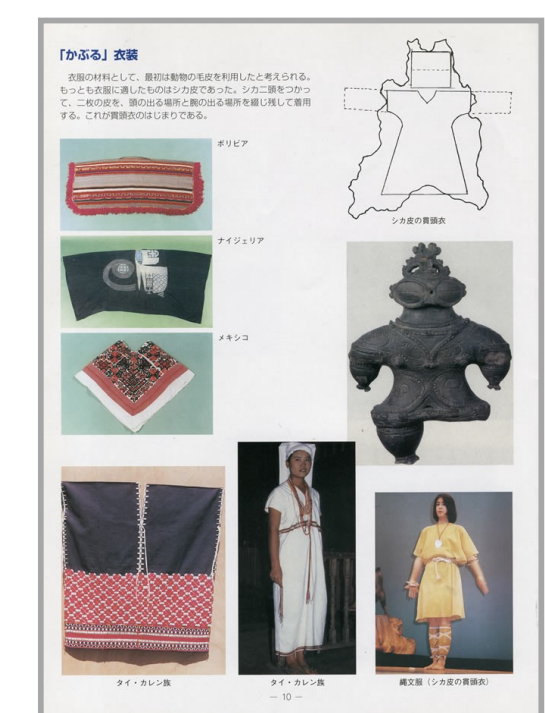 「かぶる」衣装
衣服の材料として、最初は動物の毛皮を利用したと考えられる。
もっとも衣服に適したものはシカ皮であった。シカ二頭をつかっ
て、二枚の皮を、頭の出る場所と腕の出る場所を綴じ残して着用
する。これが貫頭衣のはじまりである。
ボリビア
シカ皮の貫頭衣
ナイジェリア
メキシコ
タイ・カレン族
タイ・カレン族
縄文服（シカ皮の貫頭衣）
— 10 —